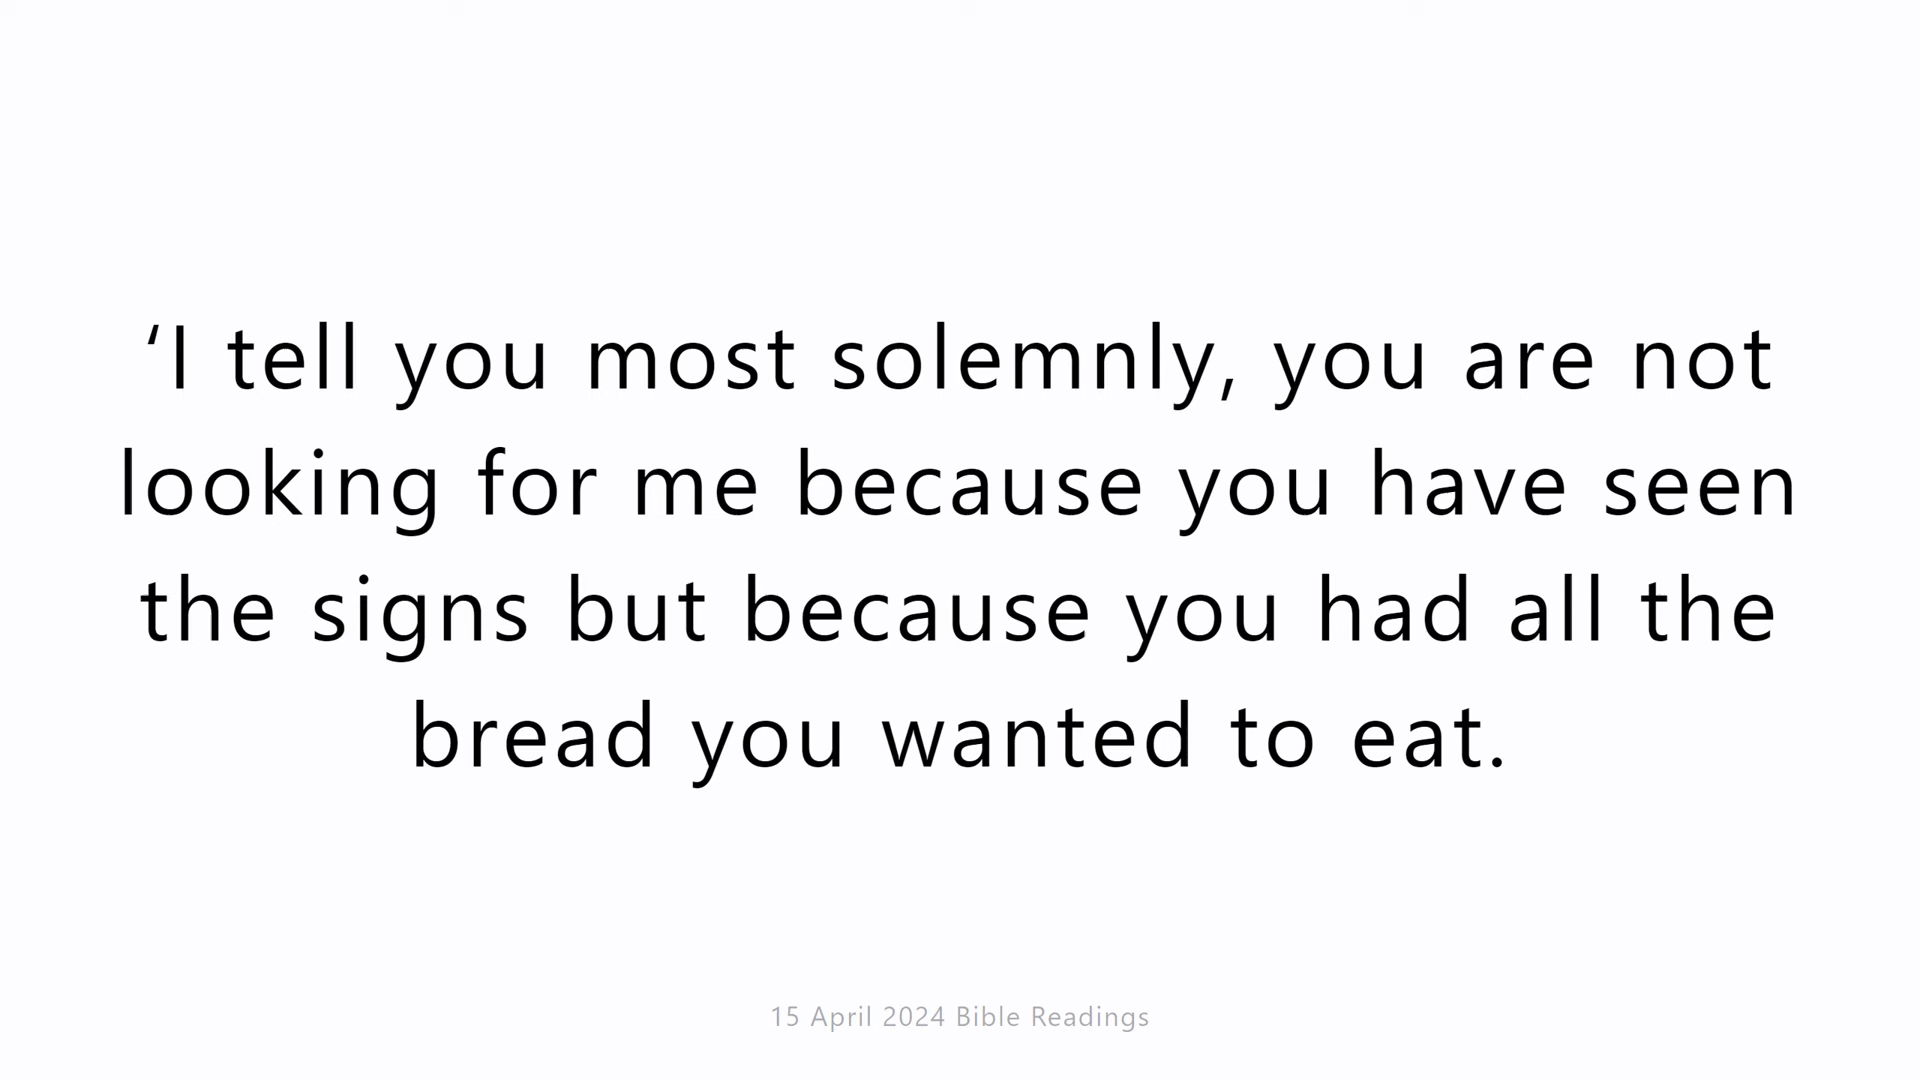 ‘I tell you most solemnly, you are not
looking for me because you have seen
the signs but because you had all the
bread you wanted to eat.
15 April 2024 Bible Readings